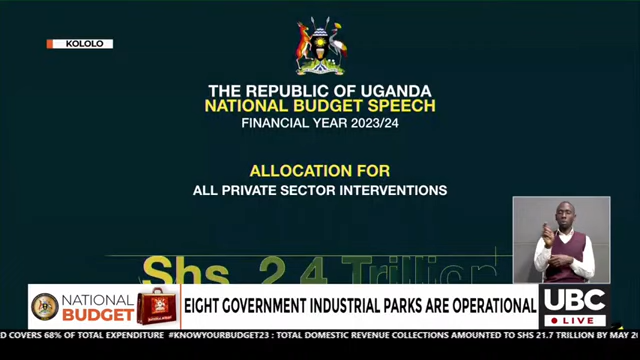 KOLOLO
THE REPUBLIC OF UGANDA
NATIONAL BUDGET SPEECH
FINANCIAL YEAR 2023/24
ALLOCATION FOR
ALL PRIVATE SECTOR INTERVENTIONS
Shs. 2.4 Trillion
NATIONAL
BUDGET
EIGHT GOVERNMENT INDUSTRIAL PARKS ARE OPERATIONAL
UBC
LIVE
D COVERS 68% OF TOTAL EXPENDITURE #KNOWYOURBUDGET23 : TOTAL DOMESTIC REVENUE COLLECTIONS AMOUNTED TO SHS 21.7 TRILLION BY MAY 2